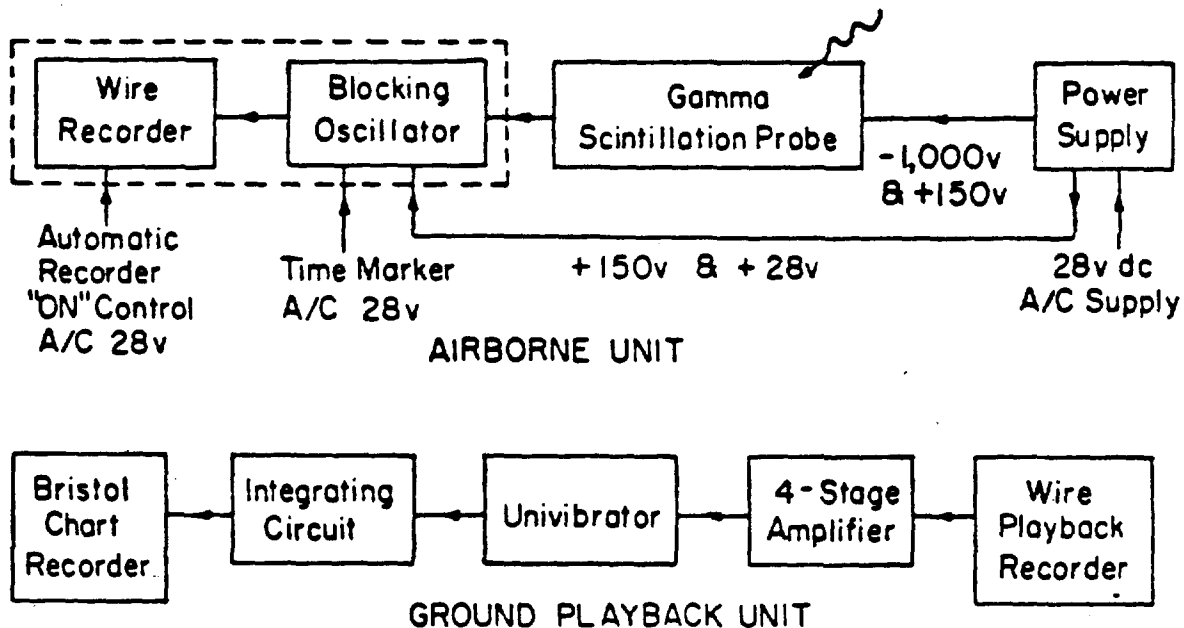 Wire
Recorder
Blocking
Oscillator
Gamma
Scintillation Probe
Power
Supply
-1,000v
& +150v
Automatic
Recorder
"ON" Control
A/C 28v
Time Marker
A/C 28v
+150v & +28v
28v dc
A/C Supply
AIRBORNE UNIT
Bristol
Chart
Recorder
Integrating
Circuit
Univibrator
4-Stage
Amplifier
Wire
Playback
Recorder
GROUND PLAYBACK UNIT